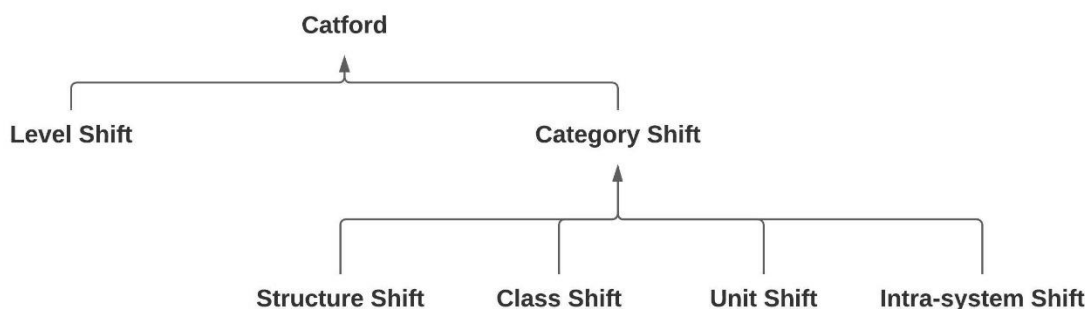 Catford
Level Shift
Category Shift
Structure Shift
Class Shift
Unit Shift
Intra-system Shift